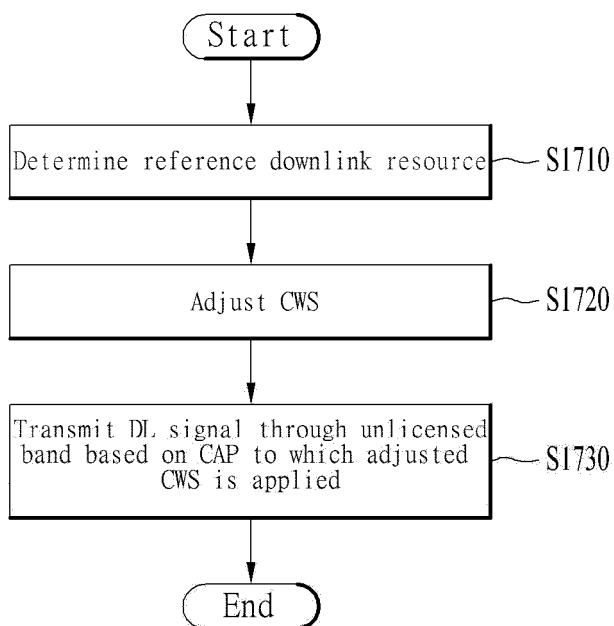 Start
Determine reference downlink resource
S1710
Adjust CWS
S1720
Transmit DL signal through unlicensed
band based on CAP to which adjusted
CWS is applied
S1730
End